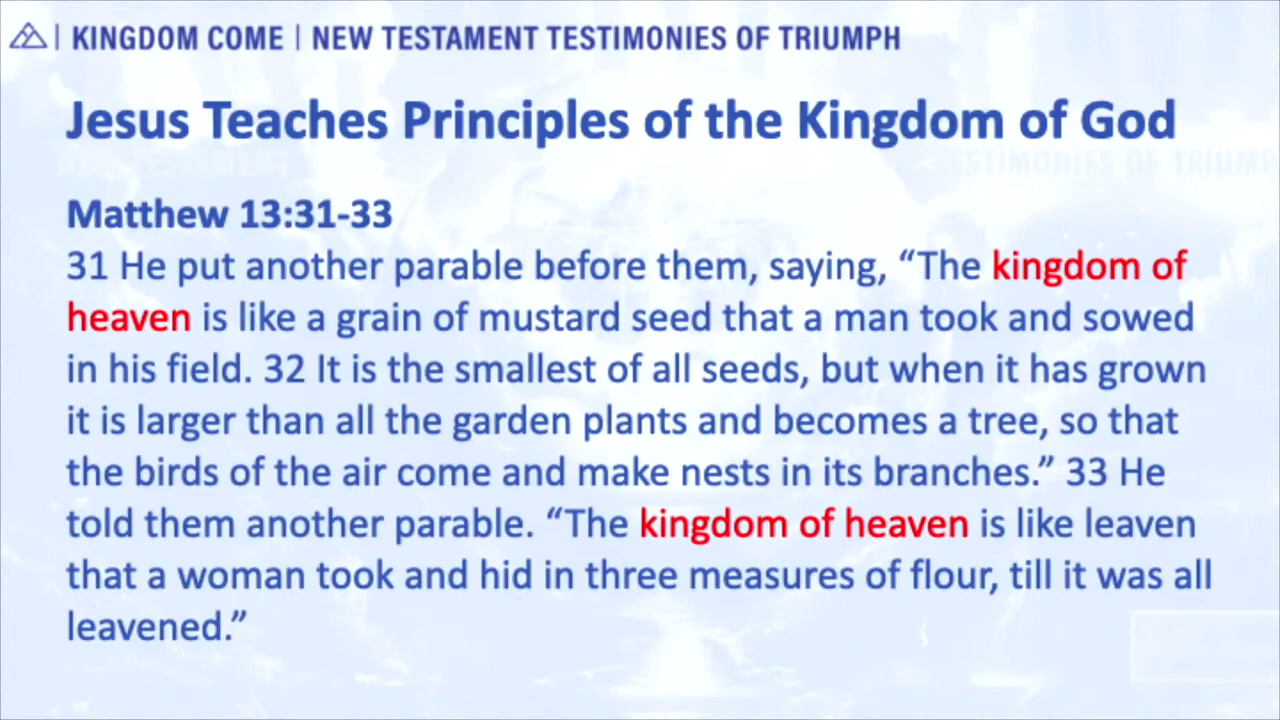 KINGDOM COME | NEW TESTAMENT TESTIMONIES OF TRIUMPH
Jesus Teaches Principles of the Kingdom of God
Matthew 13:31-33
31 He put another parable before them, saying, “The kingdom of
heaven is like a grain of mustard seed that a man took and sowed
in his field. 32 It is the smallest of all seeds, but when it has grown
it is larger than all the garden plants and becomes a tree, so that
the birds of the air come and make nests in its branches.” 33 He
told them another parable. “The kingdom of heaven is like leaven
that a woman took and hid in three measures of flour, till it was all
leavened.”